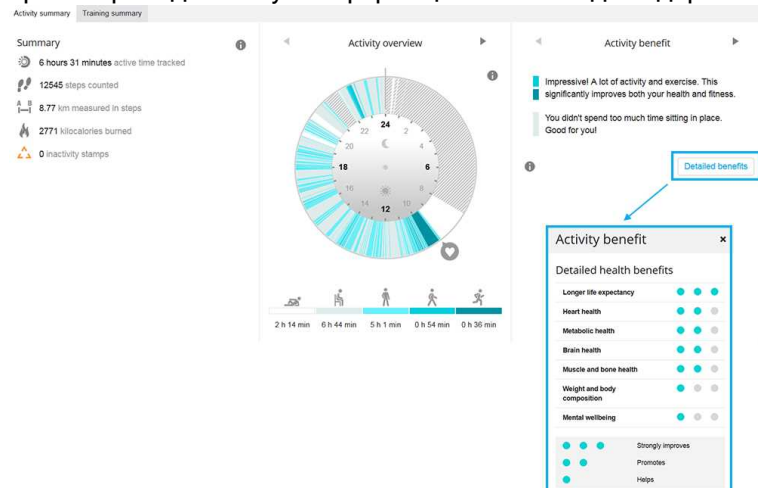 Activity summary Training summary
Summary
6 hours 31 minutes active time tracked
12545 steps counted
A B
8.77 km measured in steps
2771 kilocalories burned
0 inactivity stamps
Activity overview
24
22 2
20 4
18 6
16 8
14 10
12
2 h 14 min 6 h 44 min 5 h 1 min 0 h 54 min 0 h 36 min
Activity benefit
Impressive! A lot of activity and exercise. This
significantly improves both your health and fitness.
You didn't spend too much time sitting in place.
Good for you!
Detailed benefits
Activity benefit ×
Detailed health benefits
Longer life expectancy
Heart health
Metabolic health
Brain health
Muscle and bone health
Weight and body
composition
Mental wellbeing
Strongly improves
Promotes
Helps